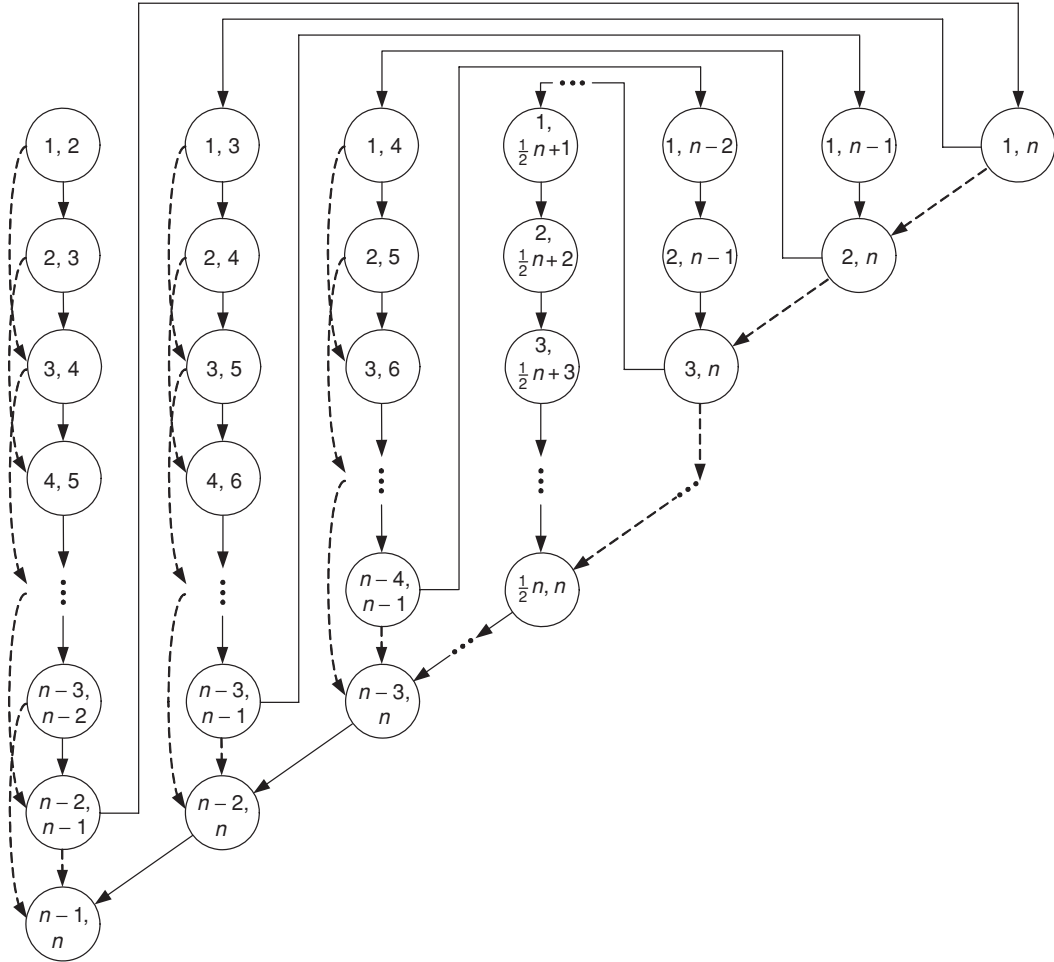 1, 2
1, 3
1, 4
1,
½n+1
1, n−2
1, n−1
1, n
2, 3
2, 4
2, 5
2,
½n+2
2, n−1
2, n
3, 4
3, 5
3, 6
3,
½n+3
3, n
4, 5
4, 6
n−4,
n−1
½n, n
n−3,
n−2
n−3,
n−1
n−3,
n
n−2,
n−1
n−2,
n
n−1,
n